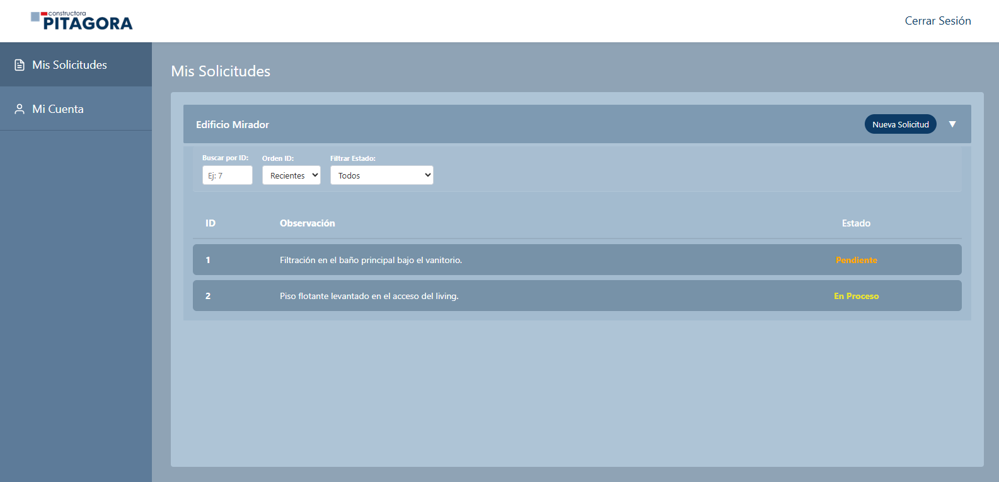 constructora
PITAGORA
Cerrar Sesión
Mis Solicitudes
Mi Cuenta
Mis Solicitudes
Edificio Mirador
Nueva Solicitud
Buscar por ID: Orden ID: Filtrar Estado:
Ej: 7 Recientes Todos
ID Observación Estado
1 Filtración en el baño principal bajo el vanitorio. Pendiente
2 Piso flotante levantado en el acceso del living. En Proceso